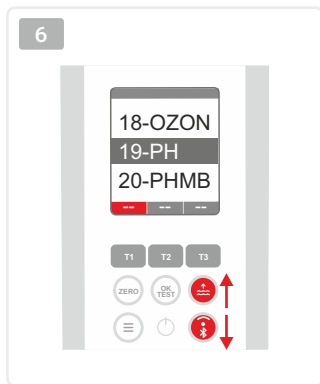 6
18-OZON
19-PH
20-PHMB
-- -- --
T1 T2 T3
ZERO OK TEST